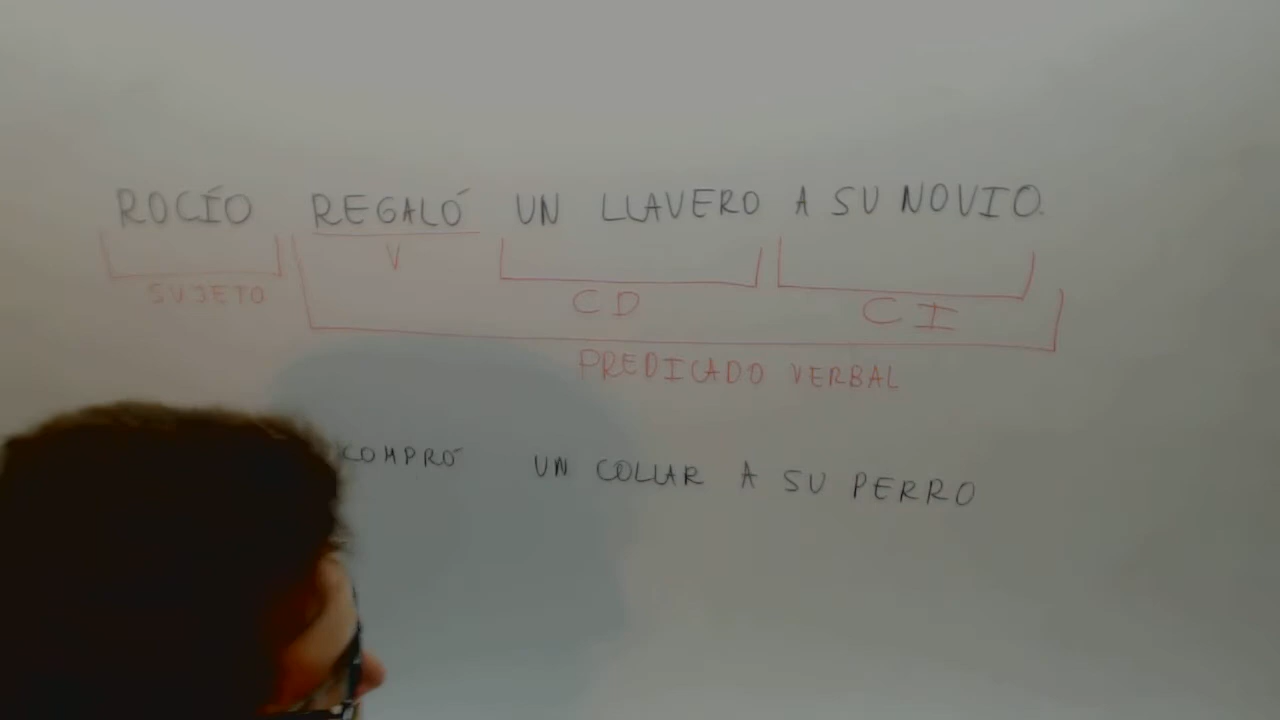 ROCÍO REGALÓ UN LLAVERO A SU NOVIO.
V
SUJETO CD CI
PREDICADO VERBAL
COMPRÓ UN COLLAR A SU PERRO